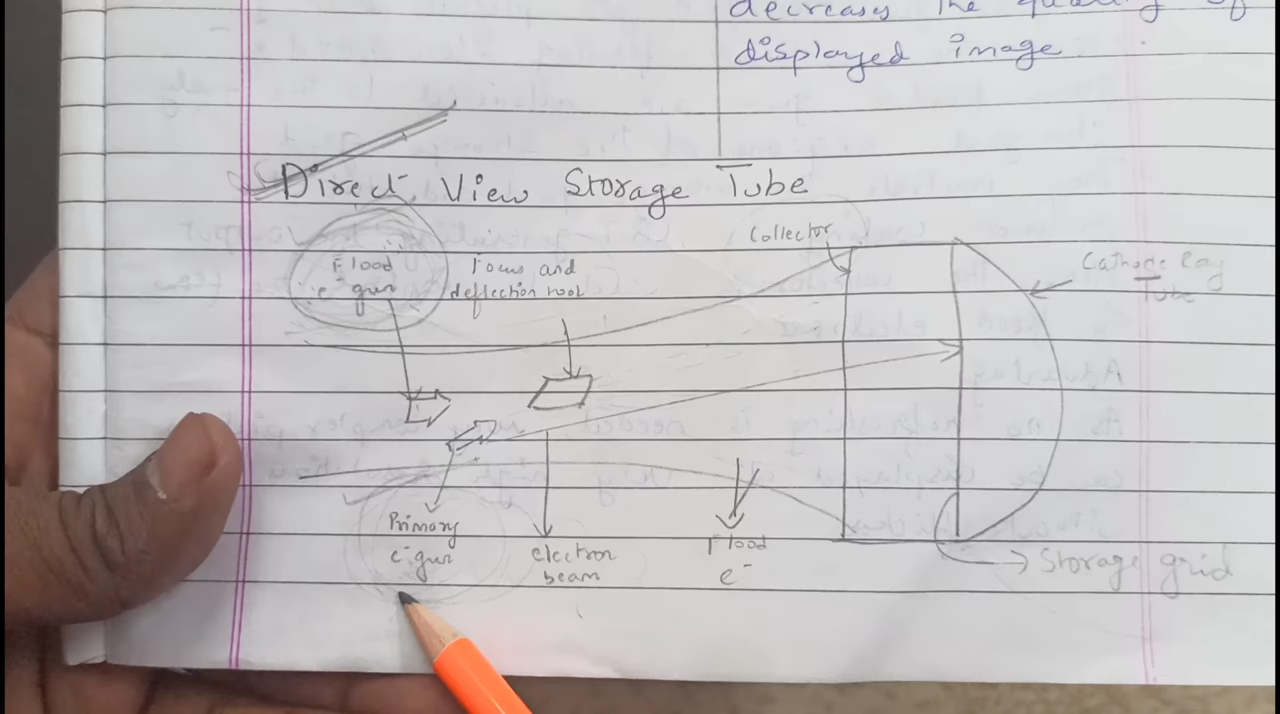 decreases the quality of
displayed image
Direct View Storage Tube
Collector
Flood
e- gun
Focus and
deflection
Cathode Ray
Tube
Primary
e- gun
electron
beam
Flood
e-
Storage grid